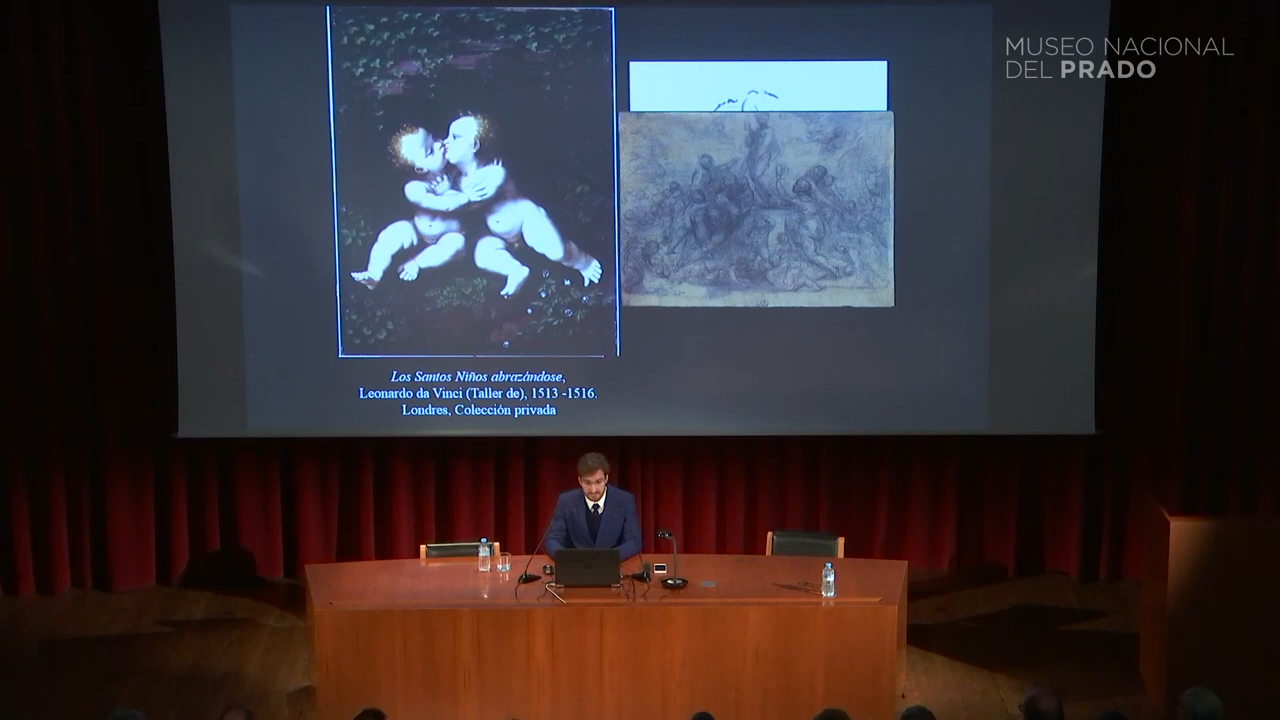 MUSEO NACIONAL
DEL PRADO
Los Santos Niños abrazándose,
Leonardo da Vinci (Taller de), 1513 -1516.
Londres, Colección privada